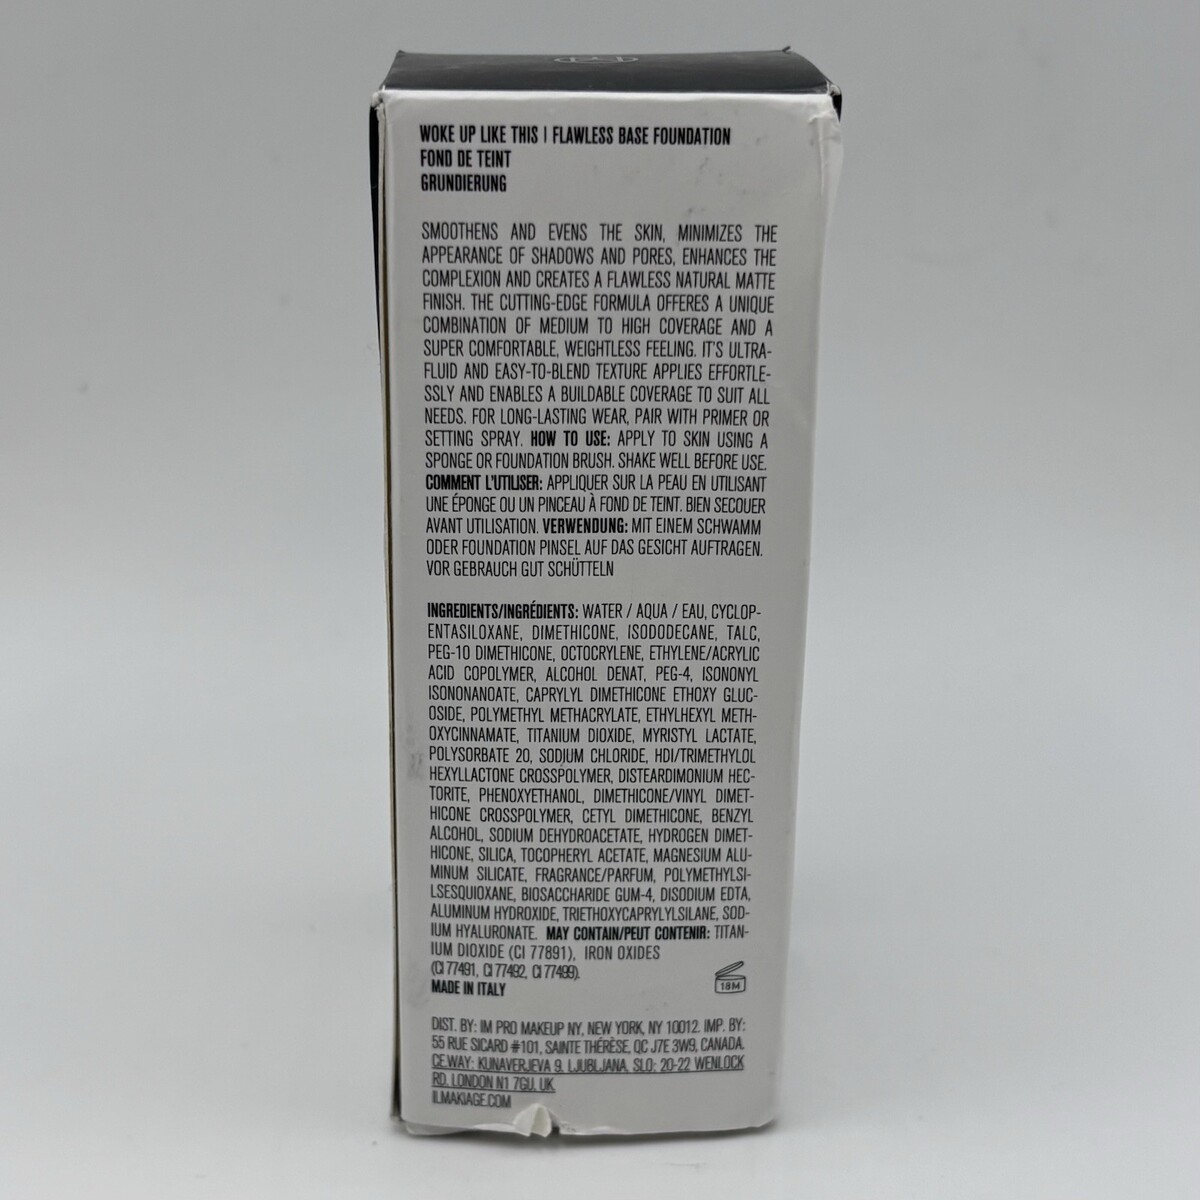 WOKE UP LIKE THIS | FLAWLESS BASE FOUNDATION
FOND DE TEINT
GRUNDIERUNG
SMOOTHENS AND EVENS THE SKIN, MINIMIZES THE
APPEARANCE OF SHADOWS AND PORES, ENHANCES THE
COMPLEXION AND CREATES A FLAWLESS NATURAL MATTE
FINISH. THE CUTTING-EDGE FORMULA OFFERES A UNIQUE
COMBINATION OF MEDIUM TO HIGH COVERAGE AND A
SUPER COMFORTABLE, WEIGHTLESS FEELING. IT'S ULTRA-
FLUID AND EASY-TO-BLEND TEXTURE APPLIES EFFORTLE-
SSLY AND ENABLES A BUILDABLE COVERAGE TO SUIT ALL
NEEDS. FOR LONG-LASTING WEAR, PAIR WITH PRIMER OR
SETTING SPRAY. HOW TO USE: APPLY TO SKIN USING A
SPONGE OR FOUNDATION BRUSH. SHAKE WELL BEFORE USE.
COMMENT L'UTILISER: APPLIQUER SUR LA PEAU EN UTILISANT
UNE ÉPONGE OU UN PINCEAU À FOND DE TEINT. BIEN SECOUER
AVANT UTILISATION. VERWENDUNG: MIT EINEM SCHWAMM
ODER FOUNDATION PINSEL AUF DAS GESICHT AUFTRAGEN.
VOR GEBRAUCH GUT SCHÜTTELN
INGREDIENTS/INGRÉDIENTS: WATER / AQUA / EAU, CYCLOP-
ENTASILOXANE, DIMETHICONE, ISODODECANE, TALC,
PEG-10 DIMETHICONE, OCTOCRYLENE, ETHYLENE/ACRYLIC
ACID COPOLYMER, ALCOHOL DENAT, PEG-4, ISONONYL
ISONONANOATE, CAPRYLYL DIMETHICONE ETHOXY GLUC-
OSIDE, POLYMETHYL METHACRYLATE, ETHYLHEXYL METH-
OXYCINNAMATE, TITANIUM DIOXIDE, MYRISTYL LACTATE,
POLYSORBATE 20, SODIUM CHLORIDE, HDI/TRIMETHYLOL
HEXYLLACTONE CROSSPOLYMER, DISTEARDIMONIUM HEC-
TORITE, PHENOXYETHANOL, DIMETHICONE/VINYL DIMET-
HICONE CROSSPOLYMER, CETYL DIMETHICONE, BENZYL
ALCOHOL, SODIUM DEHYDROACETATE, HYDROGEN DIMET-
HICONE, SILICA, TOCOPHERYL ACETATE, MAGNESIUM ALU-
MINUM SILICATE, FRAGRANCE/PARFUM, POLYMETHYLSI-
LSESQUIOXANE, BIOSACCHARIDE GUM-4, DISODIUM EDTA,
ALUMINUM HYDROXIDE, TRIETHOXYCAPRYLYLSILANE, SOD-
IUM HYALURONATE. MAY CONTAIN/PEUT CONTENIR: TITAN-
IUM DIOXIDE (CI 77891), IRON OXIDES
(CI 77491, CI 77492, CI 77499).
MADE IN ITALY
18M
DIST. BY: IM PRO MAKEUP NY, NEW YORK, NY 10012. IMP. BY:
55 RUE SICARD #101, SAINTE THÉRÈSE, QC J7E 3W9, CANADA.
CE.WAY: KUNAVERJEVA 9, LJUBLJANA, SLO; 20-22 WENLOCK
RD, LONDON N1 7GU, UK
ILMAKIAGE.COM